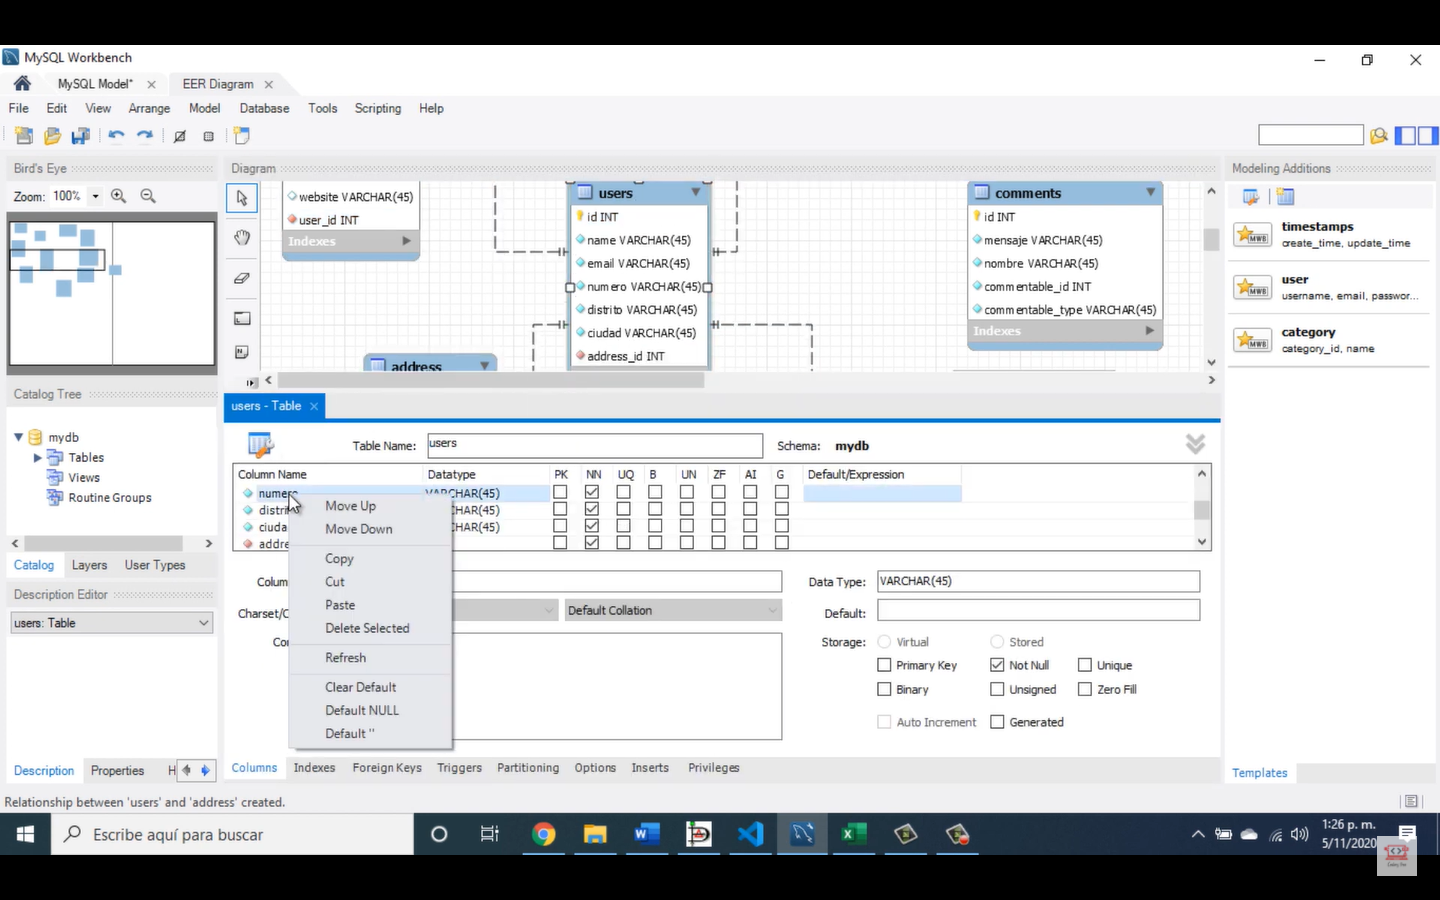 MySQL Workbench
MySQL Model*
EER Diagram
File Edit View Arrange Model Database Tools Scripting Help
Bird's Eye
Zoom: 100%
Catalog Tree
mydb
Tables
Views
Routine Groups
Catalog Layers User Types
Description Editor
users: Table
Description Properties H
Diagram
website VARCHAR(45)
user_id INT
Indexes
address
users
id INT
name VARCHAR(45)
email VARCHAR(45)
numero VARCHAR(45)
distrito VARCHAR(45)
ciudad VARCHAR(45)
address_id INT
comments
id INT
mensaje VARCHAR(45)
nombre VARCHAR(45)
commentable_id INT
commentable_type VARCHAR(45)
Indexes
Modeling Additions
timestamps
create_time, update_time
user
username, email, passwor...
category
category_id, name
Templates
users - Table
Table Name: users Schema: mydb
Column Name Datatype PK NN UQ B UN ZF AI G Default/Expression
numero VARCHAR(45)
distri CHAR(45)
ciuda CHAR(45)
addre
Move Up
Move Down
Copy
Cut
Paste
Delete Selected
Refresh
Clear Default
Default NULL
Default ''
Colum
Charset/C Default Collation
Co
Data Type: VARCHAR(45)
Default:
Storage: Virtual Stored
Primary Key Not Null Unique
Binary Unsigned Zero Fill
Auto Increment Generated
Columns Indexes Foreign Keys Triggers Partitioning Options Inserts Privileges
Relationship between 'users' and 'address' created.
Escribe aquí para buscar
1:26 p. m.
5/11/2020